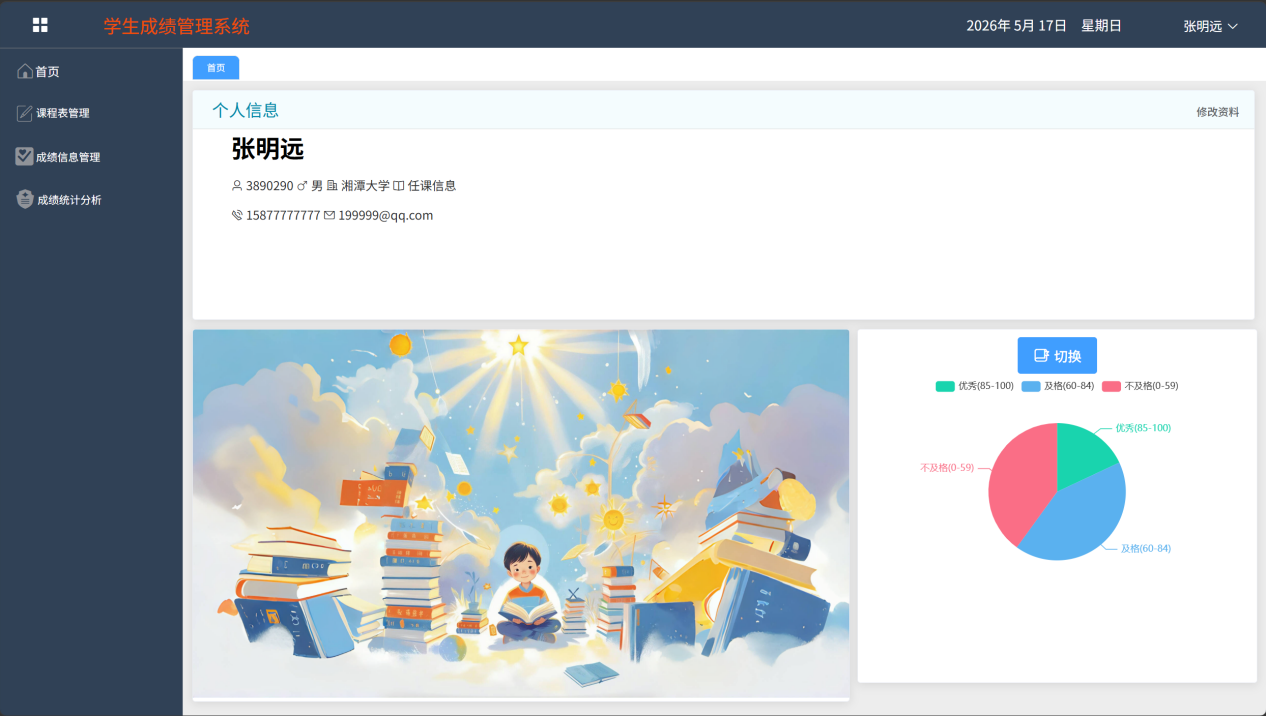 学生成绩管理系统
2026年 5月 17日 星期日
张明远
首页
课程表管理
成绩信息管理
成绩统计分析
首页
个人信息
修改资料
张明远
3890290 男 湘潭大学 任课信息
15877777777 199999@qq.com
切换
优秀(85-100) 及格(60-84) 不及格(0-59)
优秀(85-100)
不及格(0-59)
及格(60-84)